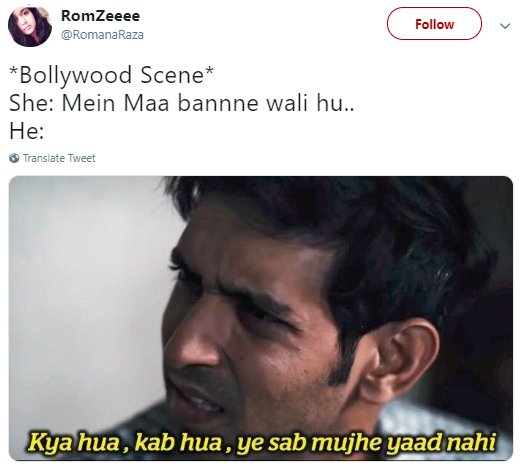 RomZeeee
@RomanaRaza
Follow
*Bollywood Scene*
She: Mein Maa bannne wali hu..
He:
Translate Tweet
Kya hua , kab hua , ye sab mujhe yaad nahi